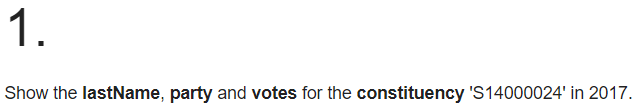 1.
Show the lastName, party and votes for the constituency 'S14000024' in 2017.